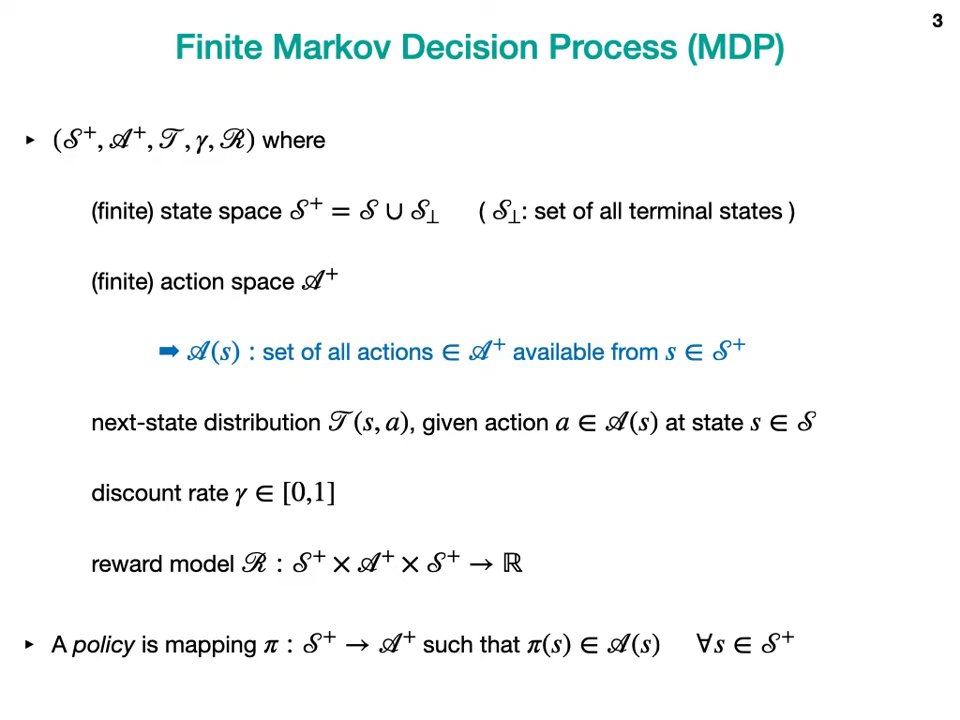 3
Finite Markov Decision Process (MDP)
‣ (𝒮⁺, 𝒜⁺, 𝒯, γ, ℛ) where
(finite) state space 𝒮⁺ = 𝒮 ∪ 𝒮⊥ ( 𝒮⊥: set of all terminal states )
(finite) action space 𝒜⁺
➡ 𝒜(s) : set of all actions ∈ 𝒜⁺ available from s ∈ 𝒮⁺
next-state distribution 𝒯(s, a), given action a ∈ 𝒜(s) at state s ∈ 𝒮
discount rate γ ∈ [0,1]
reward model ℛ : 𝒮⁺ × 𝒜⁺ × 𝒮⁺ → ℝ
‣ A policy is mapping π : 𝒮⁺ → 𝒜⁺ such that π(s) ∈ 𝒜(s) ∀s ∈ 𝒮⁺